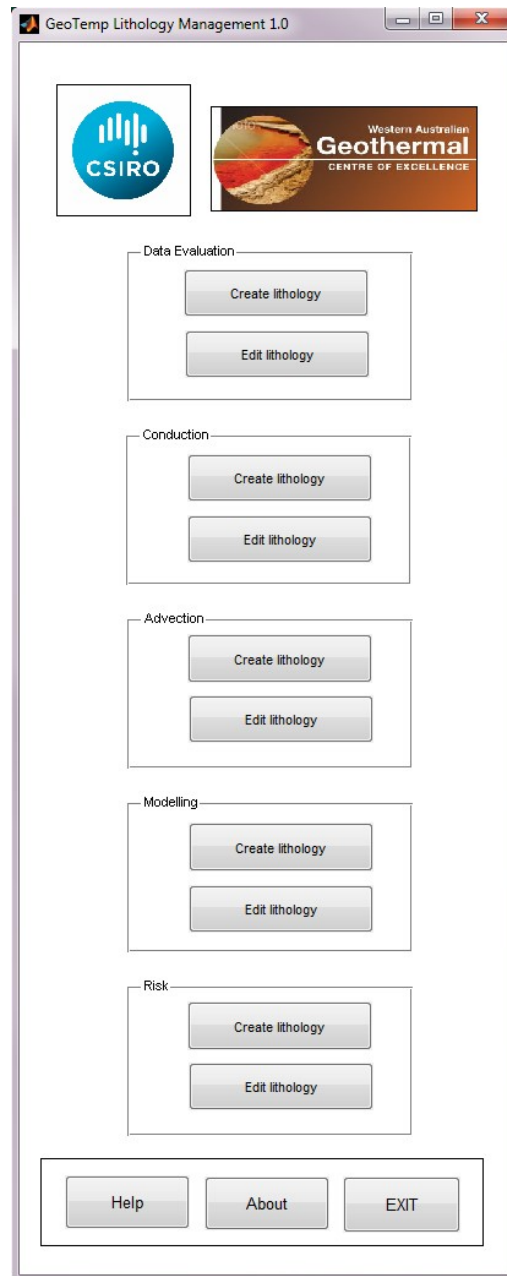 GeoTemp Lithology Management 1.0
CSIRO
Western Australian
Geothermal
CENTRE OF EXCELLENCE
Data Evaluation
Create lithology
Edit lithology
Conduction
Create lithology
Edit lithology
Advection
Create lithology
Edit lithology
Modelling
Create lithology
Edit lithology
Risk
Create lithology
Edit lithology
Help
About
EXIT